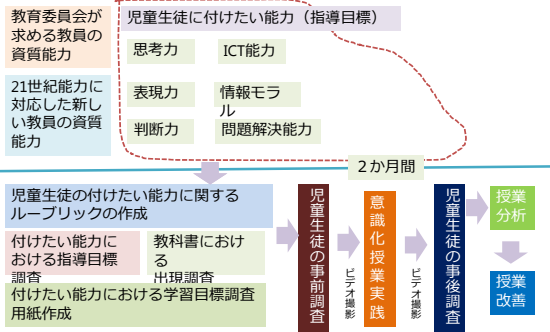 教育委員会が
求める教員の
資質能力
児童生徒に付けたい能力（指導目標）
思考力
ICT能力
21世紀能力に
対応した新し
い教員の資質
能力
表現力
情報モラ
ル
判断力
問題解決能力
２か月間
児童生徒の付けたい能力に関する
ルーブリックの作成
付けたい能力に
おける指導目標
調査
教科書におけ
る
出現調査
付けたい能力における学習目標調査
用紙作成
児童生徒の事前調査
ビデオ撮影
意識化授業実践
ビデオ撮影
児童生徒の事後調査
授業
分析
授業
改善